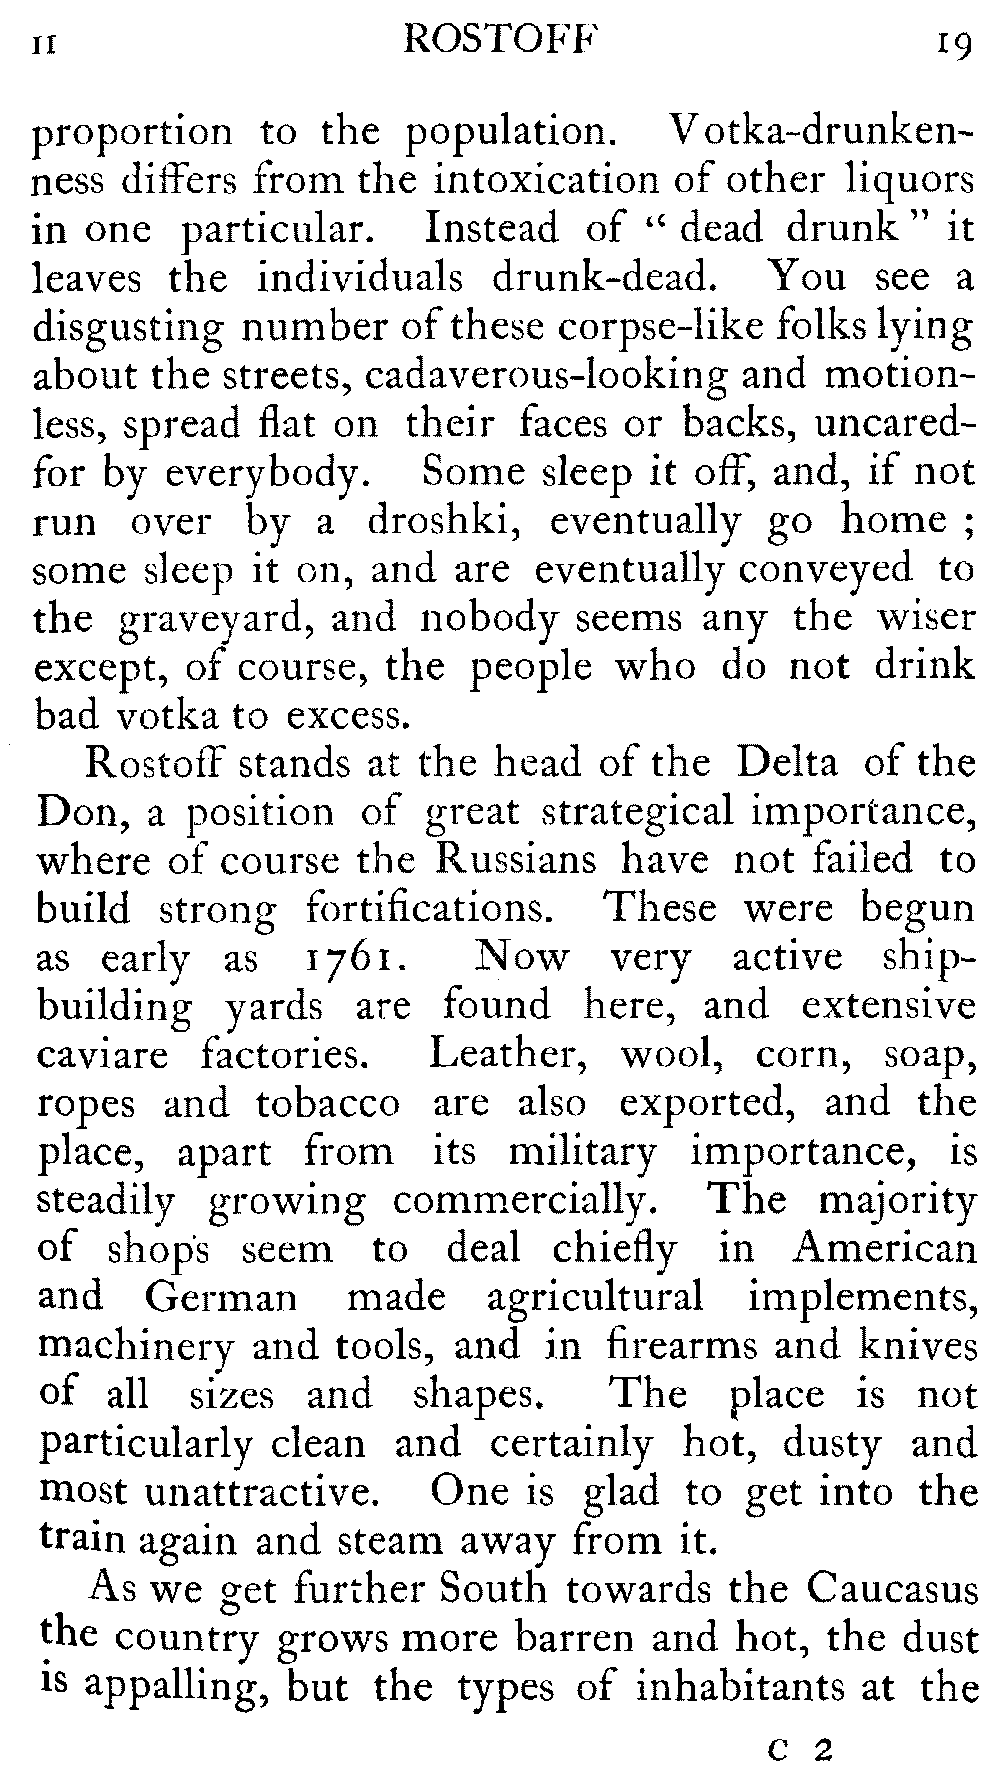 II ROSTOFF 19
proportion to the population. Votka-drunken-
ness differs from the intoxication of other liquors
in one particular. Instead of “ dead drunk ” it
leaves the individuals drunk-dead. You see a
disgusting number of these corpse-like folks lying
about the streets, cadaverous-looking and motion-
less, spread flat on their faces or backs, uncared-
for by everybody. Some sleep it off, and, if not
run over by a droshki, eventually go home ;
some sleep it on, and are eventually conveyed to
the graveyard, and nobody seems any the wiser
except, of course, the people who do not drink
bad votka to excess.
Rostoff stands at the head of the Delta of the
Don, a position of great strategical importance,
where of course the Russians have not failed to
build strong fortifications. These were begun
as early as 1761. Now very active ship-
building yards are found here, and extensive
caviare factories. Leather, wool, corn, soap,
ropes and tobacco are also exported, and the
place, apart from its military importance, is
steadily growing commercially. The majority
of shops seem to deal chiefly in American
and German made agricultural implements,
machinery and tools, and in firearms and knives
of all sizes and shapes. The place is not
particularly clean and certainly hot, dusty and
most unattractive. One is glad to get into the
train again and steam away from it.
As we get further South towards the Caucasus
the country grows more barren and hot, the dust
is appalling, but the types of inhabitants at the
C 2